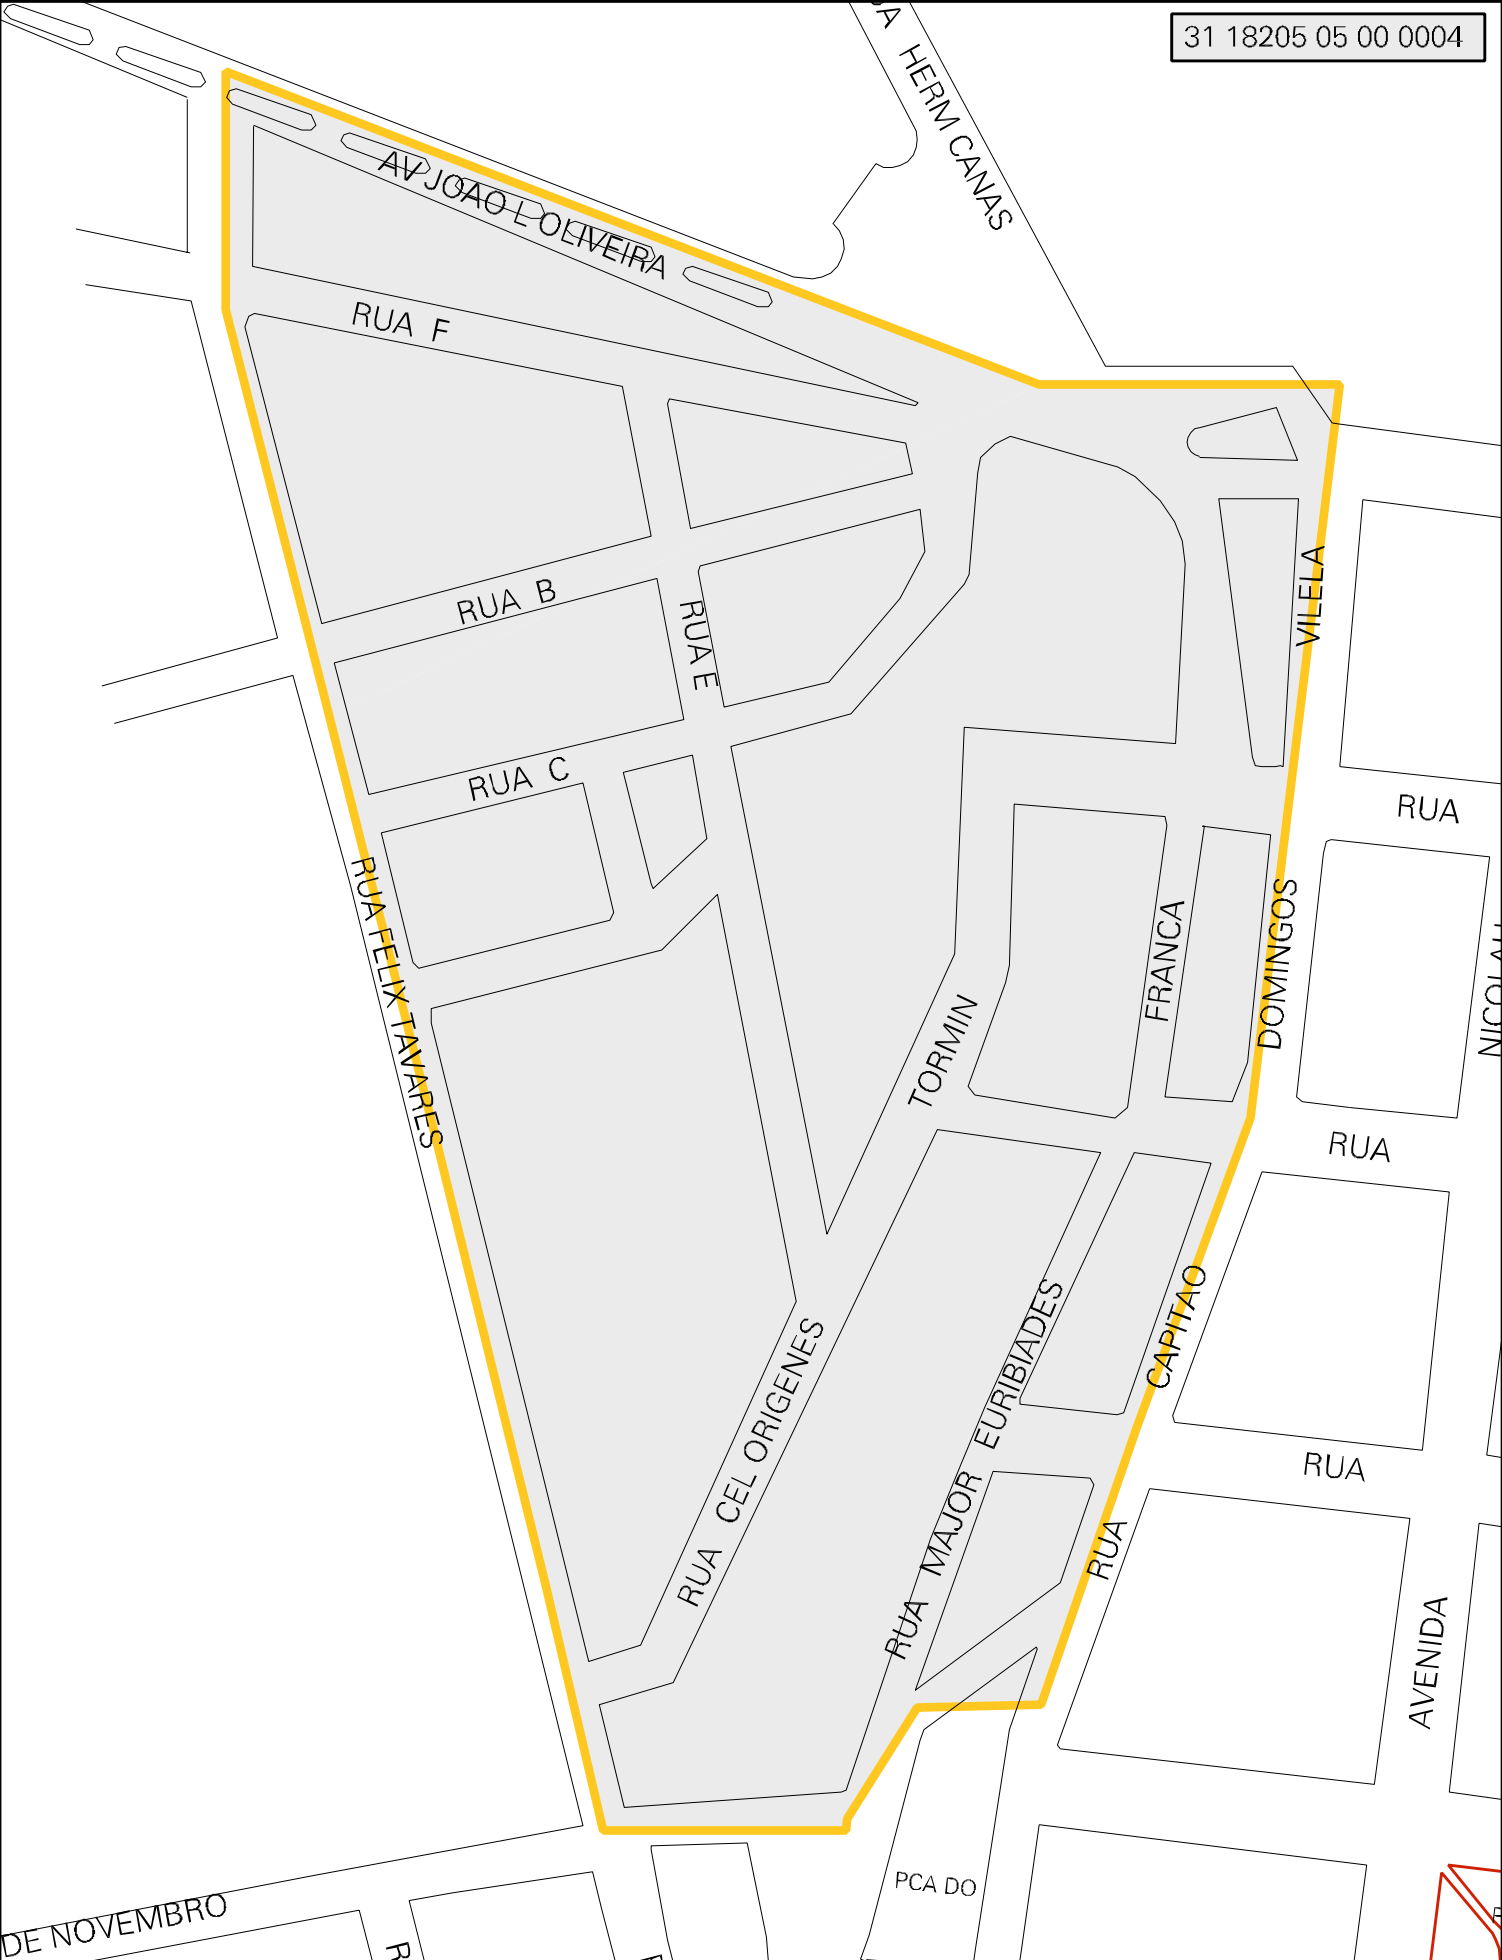 31 18205 05 00 0004
HERM CANAS
AV JOAO L OLIVEIRA
RUA F
RUA B
RUA E
RUA C
VILELA
RUA
RUA FELIX TAVARES
FRANCA
DOMINGOS
TORMIN
RUA
RUA CEL ORIGENES
RUA MAJOR EURIBIADES
CAPITAO
RUA
RUA
AVENIDA
PCA DO
DE NOVEMBRO